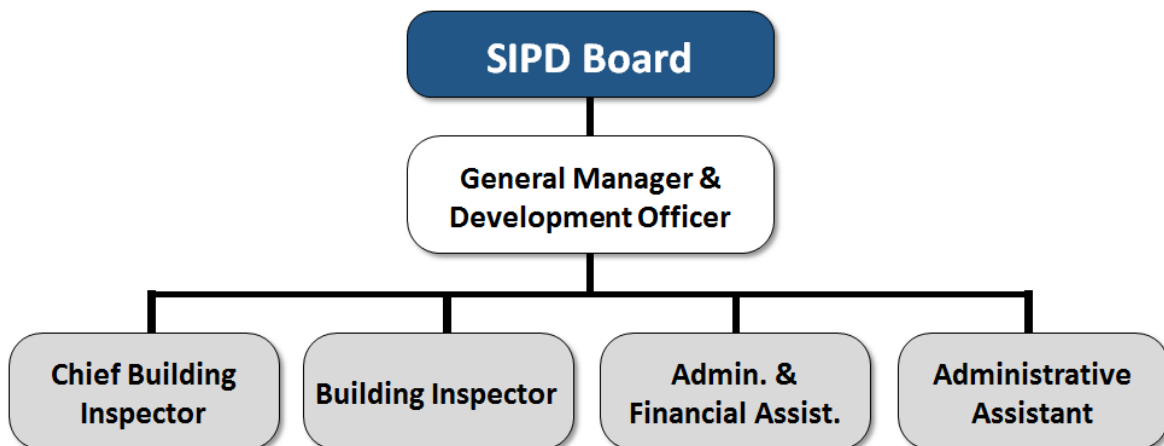 SIPD Board
General Manager &
Development Officer
Chief Building
Inspector
Building Inspector
Admin. &
Financial Assist.
Administrative
Assistant